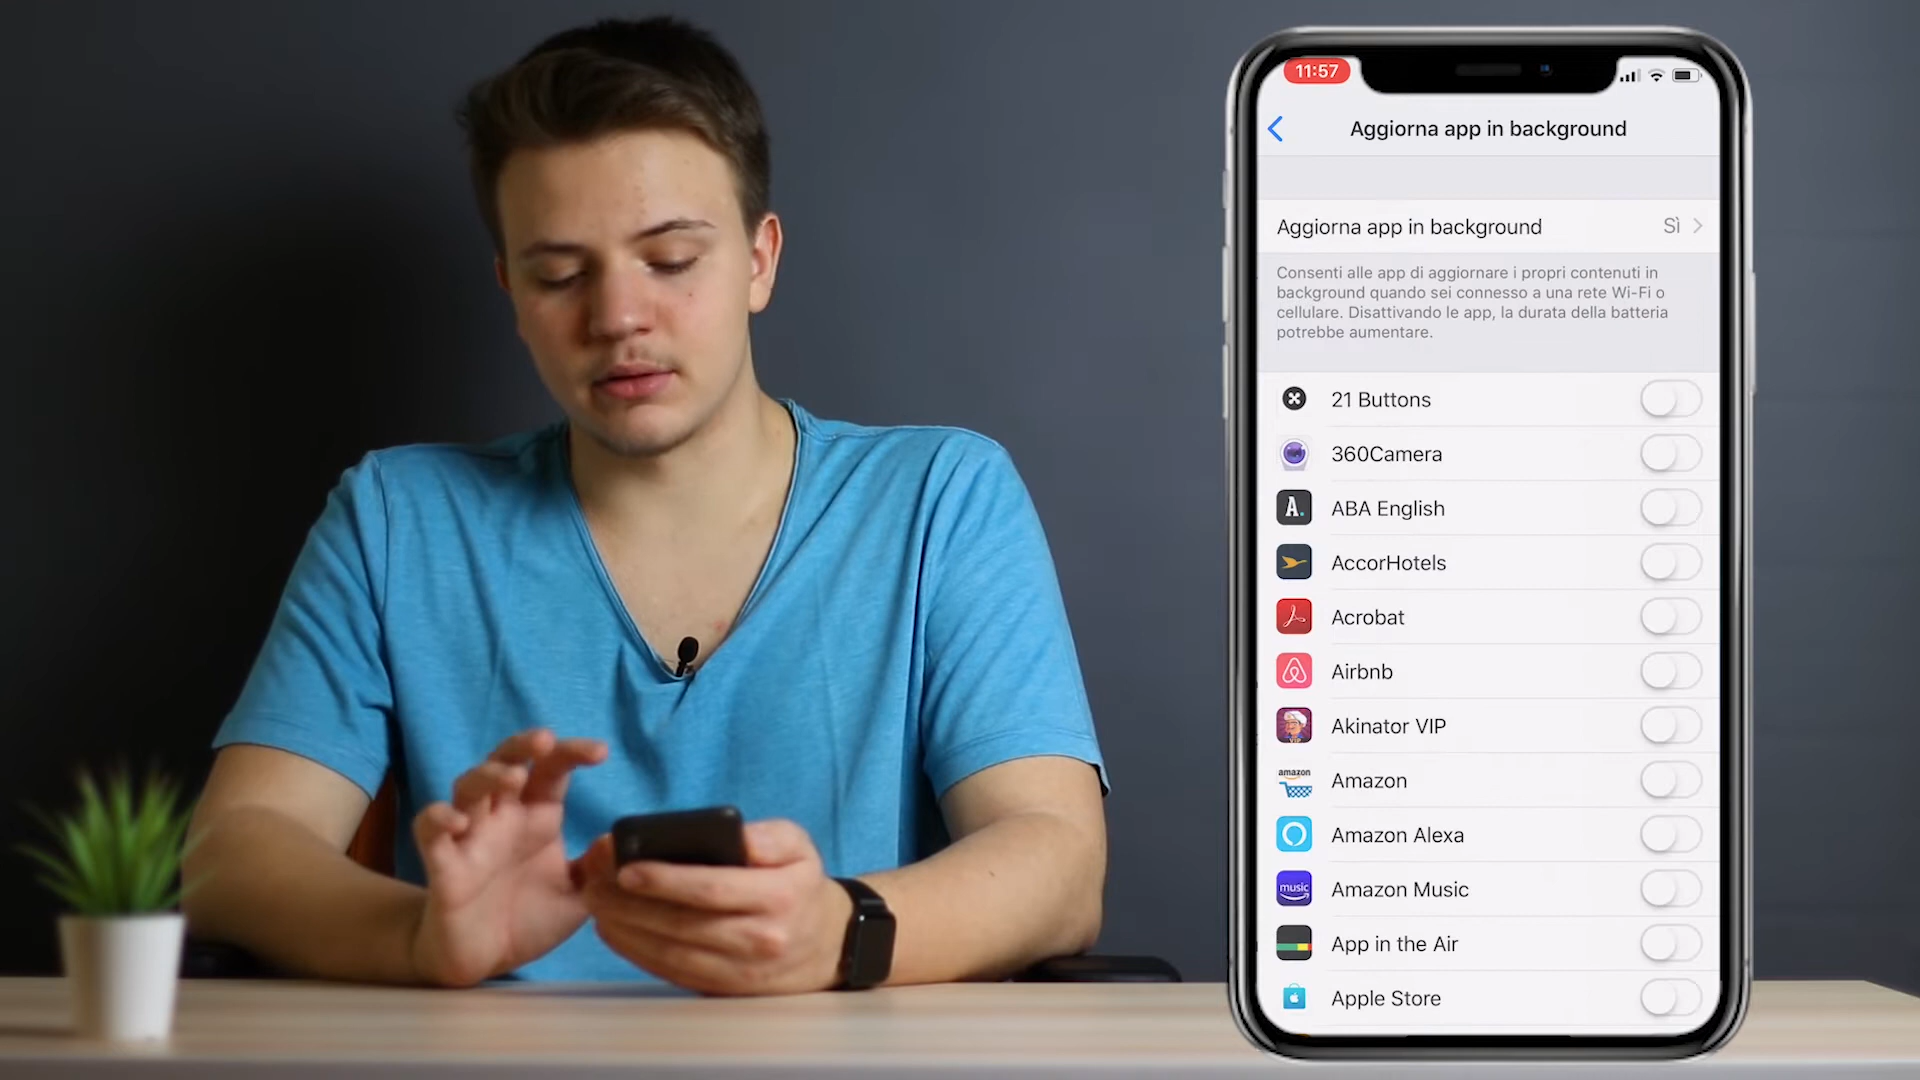 11:57
Aggiorna app in background
Aggiorna app in background Sì
Consenti alle app di aggiornare i propri contenuti in
background quando sei connesso a una rete Wi-Fi o
cellulare. Disattivando le app, la durata della batteria
potrebbe aumentare.
21 Buttons
360Camera
A.
ABA English
AccorHotels
Acrobat
Airbnb
VIP
Akinator VIP
amazon
Amazon
Amazon Alexa
music
Amazon Music
App in the Air
Apple Store